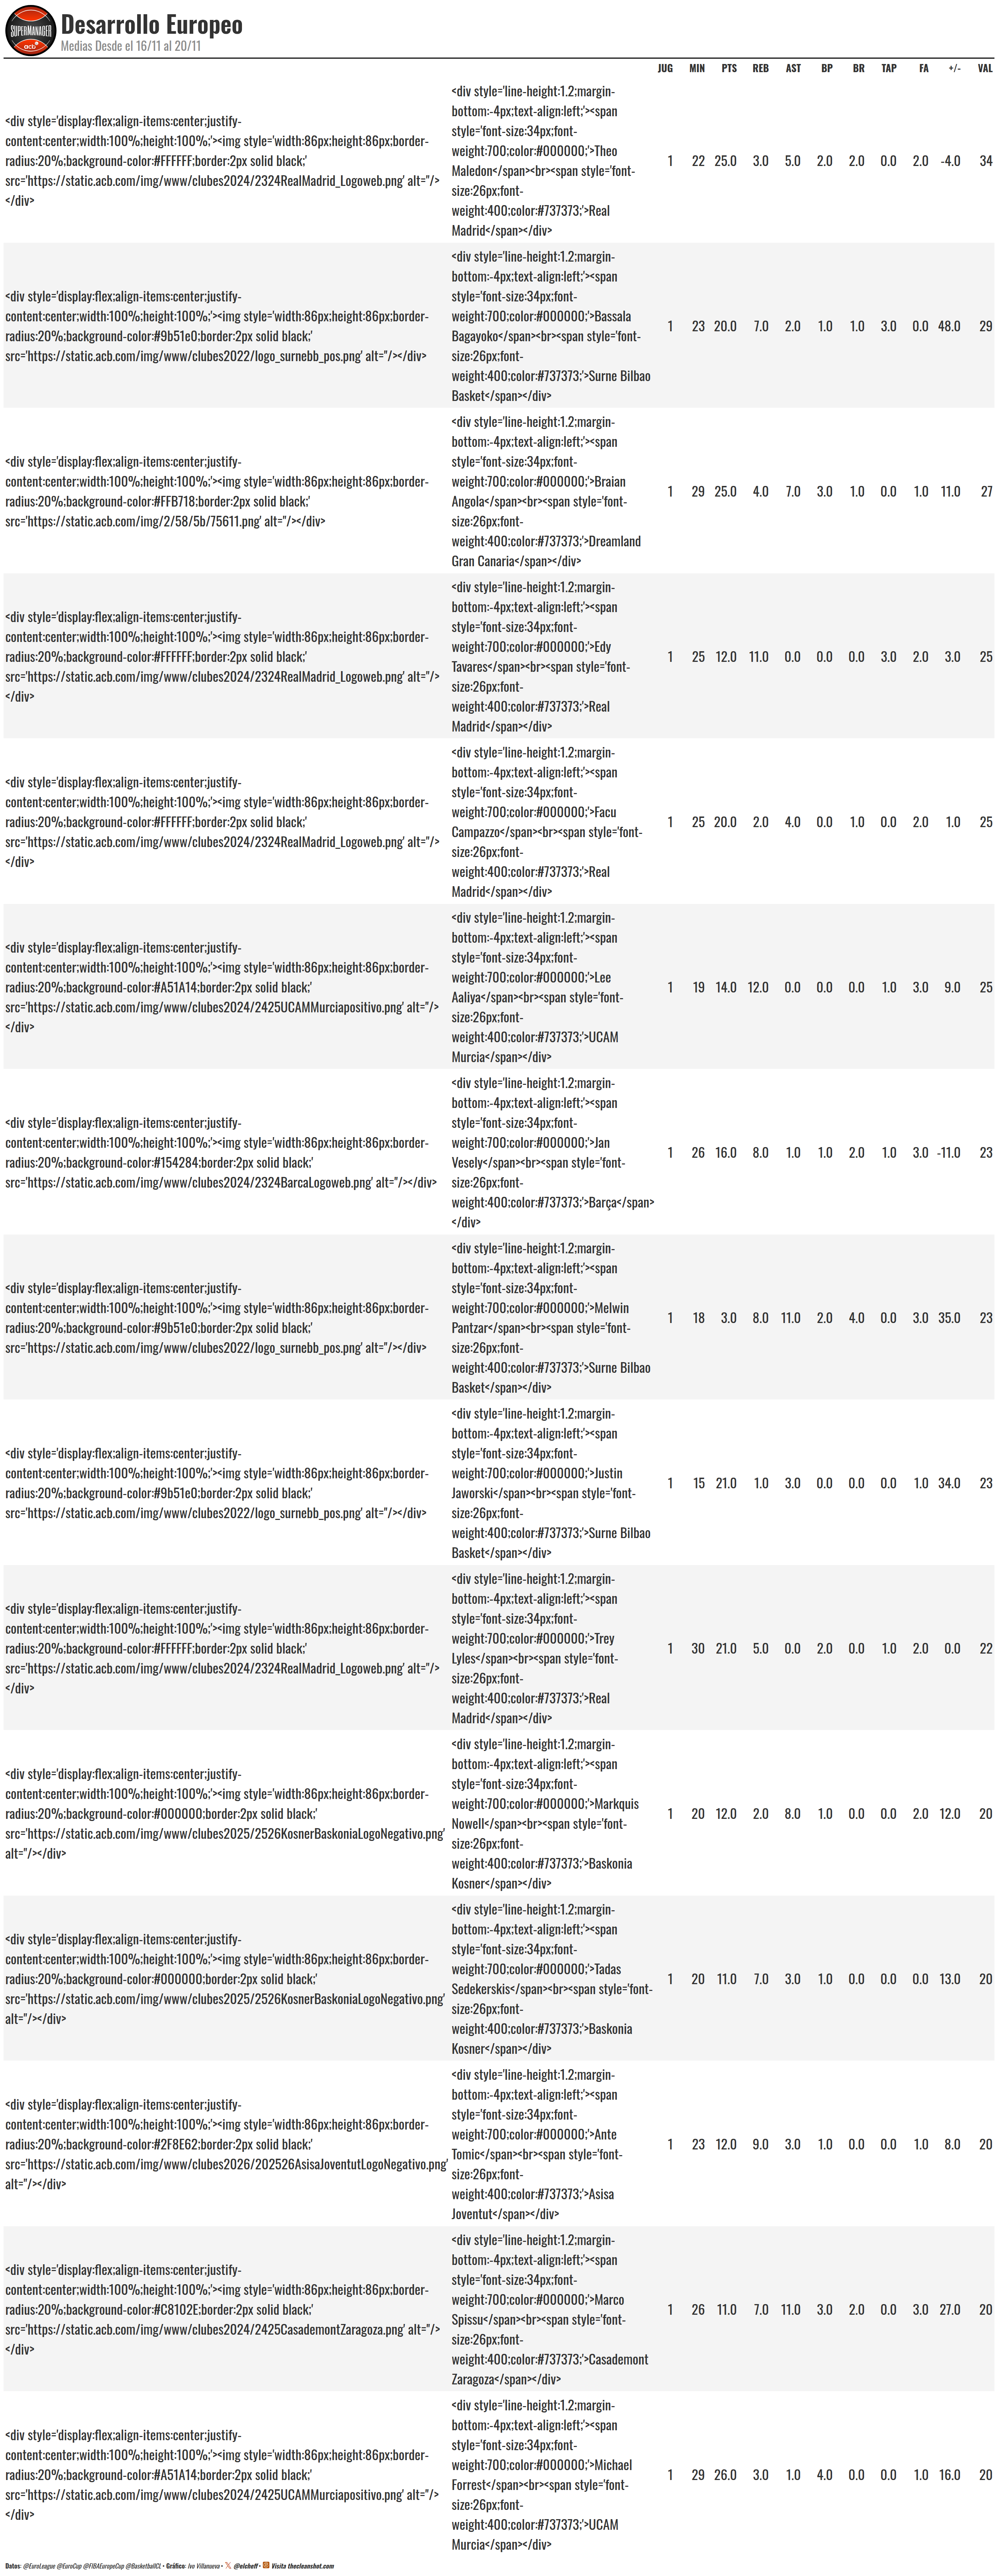 SUPERMANAGER
acb
Desarrollo Europeo
Medias Desde el 16/11 al 20/11
JUG MIN PTS REB AST BP BR TAP FA +/- VAL
<div style='display:flex;align-items:center;justify-
content:center;width:100%;height:100%;'><img style='width:86px;height:86px;border-
radius:20%;background-color:#FFFFFF;border:2px solid black;'
src='https://static.acb.com/img/www/clubes2024/2324RealMadrid_Logoweb.png' alt=''/>
</div>
<div style='line-height:1.2;margin-
bottom:-4px;text-align:left;'><span
style='font-size:34px;font-
weight:700;color:#000000;'>Theo
Maledon</span><br><span style='font-
size:26px;font-
weight:400;color:#737373;'>Real
Madrid</span></div>
1 22 25.0 3.0 5.0 2.0 2.0 0.0 2.0 -4.0 34
<div style='display:flex;align-items:center;justify-
content:center;width:100%;height:100%;'><img style='width:86px;height:86px;border-
radius:20%;background-color:#9b51e0;border:2px solid black;'
src='https://static.acb.com/img/www/clubes2022/logo_surnebb_pos.png' alt=''/></div>
<div style='line-height:1.2;margin-
bottom:-4px;text-align:left;'><span
style='font-size:34px;font-
weight:700;color:#000000;'>Bassala
Bagayoko</span><br><span style='font-
size:26px;font-
weight:400;color:#737373;'>Surne Bilbao
Basket</span></div>
1 23 20.0 7.0 2.0 1.0 1.0 3.0 0.0 48.0 29
<div style='display:flex;align-items:center;justify-
content:center;width:100%;height:100%;'><img style='width:86px;height:86px;border-
radius:20%;background-color:#FFB718;border:2px solid black;'
src='https://static.acb.com/img/2/58/5b/75611.png' alt=''/></div>
<div style='line-height:1.2;margin-
bottom:-4px;text-align:left;'><span
style='font-size:34px;font-
weight:700;color:#000000;'>Braian
Angola</span><br><span style='font-
size:26px;font-
weight:400;color:#737373;'>Dreamland
Gran Canaria</span></div>
1 29 25.0 4.0 7.0 3.0 1.0 0.0 1.0 11.0 27
<div style='display:flex;align-items:center;justify-
content:center;width:100%;height:100%;'><img style='width:86px;height:86px;border-
radius:20%;background-color:#FFFFFF;border:2px solid black;'
src='https://static.acb.com/img/www/clubes2024/2324RealMadrid_Logoweb.png' alt=''/>
</div>
<div style='line-height:1.2;margin-
bottom:-4px;text-align:left;'><span
style='font-size:34px;font-
weight:700;color:#000000;'>Edy
Tavares</span><br><span style='font-
size:26px;font-
weight:400;color:#737373;'>Real
Madrid</span></div>
1 25 12.0 11.0 0.0 0.0 0.0 3.0 2.0 3.0 25
<div style='display:flex;align-items:center;justify-
content:center;width:100%;height:100%;'><img style='width:86px;height:86px;border-
radius:20%;background-color:#FFFFFF;border:2px solid black;'
src='https://static.acb.com/img/www/clubes2024/2324RealMadrid_Logoweb.png' alt=''/>
</div>
<div style='line-height:1.2;margin-
bottom:-4px;text-align:left;'><span
style='font-size:34px;font-
weight:700;color:#000000;'>Facu
Campazzo</span><br><span style='font-
size:26px;font-
weight:400;color:#737373;'>Real
Madrid</span></div>
1 25 20.0 2.0 4.0 0.0 1.0 0.0 2.0 1.0 25
<div style='display:flex;align-items:center;justify-
content:center;width:100%;height:100%;'><img style='width:86px;height:86px;border-
radius:20%;background-color:#A51A14;border:2px solid black;'
src='https://static.acb.com/img/www/clubes2024/2425UCAMMurciapositivo.png' alt=''/>
</div>
<div style='line-height:1.2;margin-
bottom:-4px;text-align:left;'><span
style='font-size:34px;font-
weight:700;color:#000000;'>Lee
Aaliya</span><br><span style='font-
size:26px;font-
weight:400;color:#737373;'>UCAM
Murcia</span></div>
1 19 14.0 12.0 0.0 0.0 0.0 1.0 3.0 9.0 25
<div style='display:flex;align-items:center;justify-
content:center;width:100%;height:100%;'><img style='width:86px;height:86px;border-
radius:20%;background-color:#154284;border:2px solid black;'
src='https://static.acb.com/img/www/clubes2024/2324BarcaLogoweb.png' alt=''/></div>
<div style='line-height:1.2;margin-
bottom:-4px;text-align:left;'><span
style='font-size:34px;font-
weight:700;color:#000000;'>Jan
Vesely</span><br><span style='font-
size:26px;font-
weight:400;color:#737373;'>Barça</span>
</div>
1 26 16.0 8.0 1.0 1.0 2.0 1.0 3.0 -11.0 23
<div style='display:flex;align-items:center;justify-
content:center;width:100%;height:100%;'><img style='width:86px;height:86px;border-
radius:20%;background-color:#9b51e0;border:2px solid black;'
src='https://static.acb.com/img/www/clubes2022/logo_surnebb_pos.png' alt=''/></div>
<div style='line-height:1.2;margin-
bottom:-4px;text-align:left;'><span
style='font-size:34px;font-
weight:700;color:#000000;'>Melwin
Pantzar</span><br><span style='font-
size:26px;font-
weight:400;color:#737373;'>Surne Bilbao
Basket</span></div>
1 18 3.0 8.0 11.0 2.0 4.0 0.0 3.0 35.0 23
<div style='display:flex;align-items:center;justify-
content:center;width:100%;height:100%;'><img style='width:86px;height:86px;border-
radius:20%;background-color:#9b51e0;border:2px solid black;'
src='https://static.acb.com/img/www/clubes2022/logo_surnebb_pos.png' alt=''/></div>
<div style='line-height:1.2;margin-
bottom:-4px;text-align:left;'><span
style='font-size:34px;font-
weight:700;color:#000000;'>Justin
Jaworski</span><br><span style='font-
size:26px;font-
weight:400;color:#737373;'>Surne Bilbao
Basket</span></div>
1 15 21.0 1.0 3.0 0.0 0.0 0.0 1.0 34.0 23
<div style='display:flex;align-items:center;justify-
content:center;width:100%;height:100%;'><img style='width:86px;height:86px;border-
radius:20%;background-color:#FFFFFF;border:2px solid black;'
src='https://static.acb.com/img/www/clubes2024/2324RealMadrid_Logoweb.png' alt=''/>
</div>
<div style='line-height:1.2;margin-
bottom:-4px;text-align:left;'><span
style='font-size:34px;font-
weight:700;color:#000000;'>Trey
Lyles</span><br><span style='font-
size:26px;font-
weight:400;color:#737373;'>Real
Madrid</span></div>
1 30 21.0 5.0 0.0 2.0 0.0 1.0 2.0 0.0 22
<div style='display:flex;align-items:center;justify-
content:center;width:100%;height:100%;'><img style='width:86px;height:86px;border-
radius:20%;background-color:#000000;border:2px solid black;'
src='https://static.acb.com/img/www/clubes2025/2526KosnerBaskoniaLogoNegativo.png'
alt=''/></div>
<div style='line-height:1.2;margin-
bottom:-4px;text-align:left;'><span
style='font-size:34px;font-
weight:700;color:#000000;'>Markquis
Nowell</span><br><span style='font-
size:26px;font-
weight:400;color:#737373;'>Baskonia
Kosner</span></div>
1 20 12.0 2.0 8.0 1.0 0.0 0.0 2.0 12.0 20
<div style='display:flex;align-items:center;justify-
content:center;width:100%;height:100%;'><img style='width:86px;height:86px;border-
radius:20%;background-color:#000000;border:2px solid black;'
src='https://static.acb.com/img/www/clubes2025/2526KosnerBaskoniaLogoNegativo.png'
alt=''/></div>
<div style='line-height:1.2;margin-
bottom:-4px;text-align:left;'><span
style='font-size:34px;font-
weight:700;color:#000000;'>Tadas
Sedekerskis</span><br><span style='font-
size:26px;font-
weight:400;color:#737373;'>Baskonia
Kosner</span></div>
1 20 11.0 7.0 3.0 1.0 0.0 0.0 0.0 13.0 20
<div style='display:flex;align-items:center;justify-
content:center;width:100%;height:100%;'><img style='width:86px;height:86px;border-
radius:20%;background-color:#2F8E62;border:2px solid black;'
src='https://static.acb.com/img/www/clubes2026/202526AsisaJoventutLogoNegativo.png'
alt=''/></div>
<div style='line-height:1.2;margin-
bottom:-4px;text-align:left;'><span
style='font-size:34px;font-
weight:700;color:#000000;'>Ante
Tomic</span><br><span style='font-
size:26px;font-
weight:400;color:#737373;'>Asisa
Joventut</span></div>
1 23 12.0 9.0 3.0 1.0 0.0 0.0 1.0 8.0 20
<div style='display:flex;align-items:center;justify-
content:center;width:100%;height:100%;'><img style='width:86px;height:86px;border-
radius:20%;background-color:#C8102E;border:2px solid black;'
src='https://static.acb.com/img/www/clubes2024/2425CasademontZaragoza.png' alt=''/>
</div>
<div style='line-height:1.2;margin-
bottom:-4px;text-align:left;'><span
style='font-size:34px;font-
weight:700;color:#000000;'>Marco
Spissu</span><br><span style='font-
size:26px;font-
weight:400;color:#737373;'>Casademont
Zaragoza</span></div>
1 26 11.0 7.0 11.0 3.0 2.0 0.0 3.0 27.0 20
<div style='display:flex;align-items:center;justify-
content:center;width:100%;height:100%;'><img style='width:86px;height:86px;border-
radius:20%;background-color:#A51A14;border:2px solid black;'
src='https://static.acb.com/img/www/clubes2024/2425UCAMMurciapositivo.png' alt=''/>
</div>
<div style='line-height:1.2;margin-
bottom:-4px;text-align:left;'><span
style='font-size:34px;font-
weight:700;color:#000000;'>Michael
Forrest</span><br><span style='font-
size:26px;font-
weight:400;color:#737373;'>UCAM
Murcia</span></div>
1 29 26.0 3.0 1.0 4.0 0.0 0.0 1.0 16.0 20
Datos: @EuroLeague @EuroCup @FIBAEuropeCup @BasketballCL • Gráfico: Ivo Villanueva • 𝕏 @elcheff • Visita thecleanshot.com